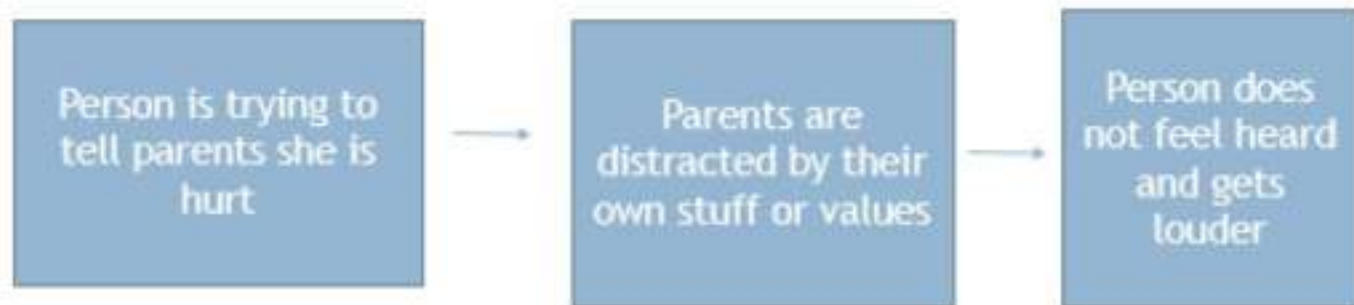 Person is trying to
tell parents she is
hurt
Parents are
distracted by their
own stuff or values
Person does
not feel heard
and gets
louder